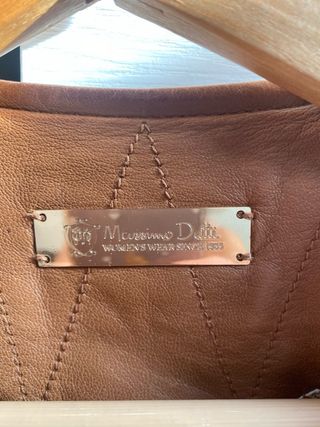 Massimo Dutti
WOMEN'S WEAR SINCE 1985